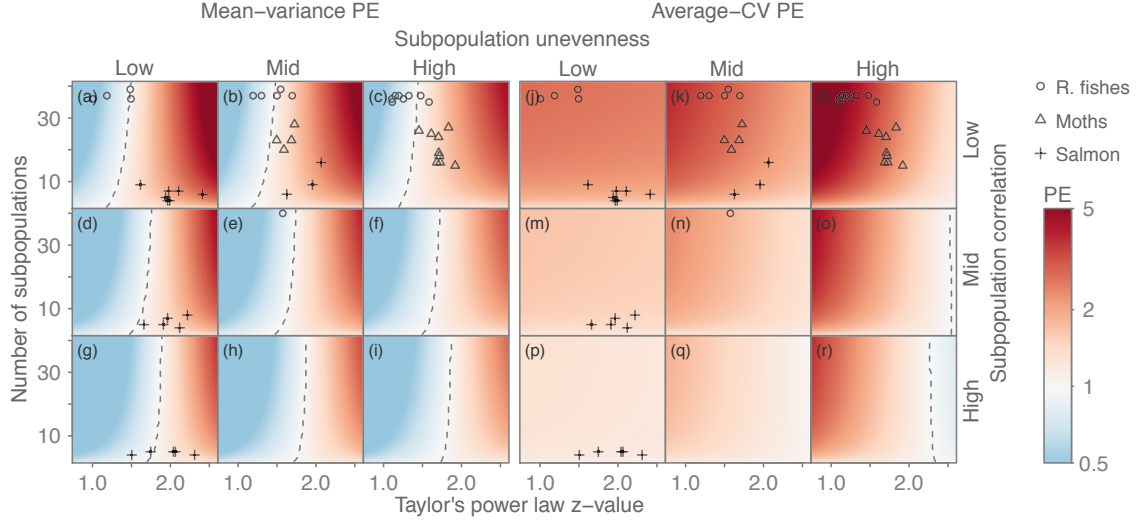 Mean−variance PE
Average−CV PE
Subpopulation unevenness
Low Mid High Low Mid High
(a) (b) (c) (j) (k)
(d) (e) (f) (m) (n) (o)
(g) (h) (i) (p) (q) (r)
30
10
30
10
30
10
Number of subpopulations
1.0 2.0 1.0 2.0 1.0 2.0 1.0 2.0 1.0 2.0 1.0 2.0
Taylor's power law z−value
Low
Mid
High
Subpopulation correlation
R. fishes
Moths
Salmon
PE
5
2
1
0.5